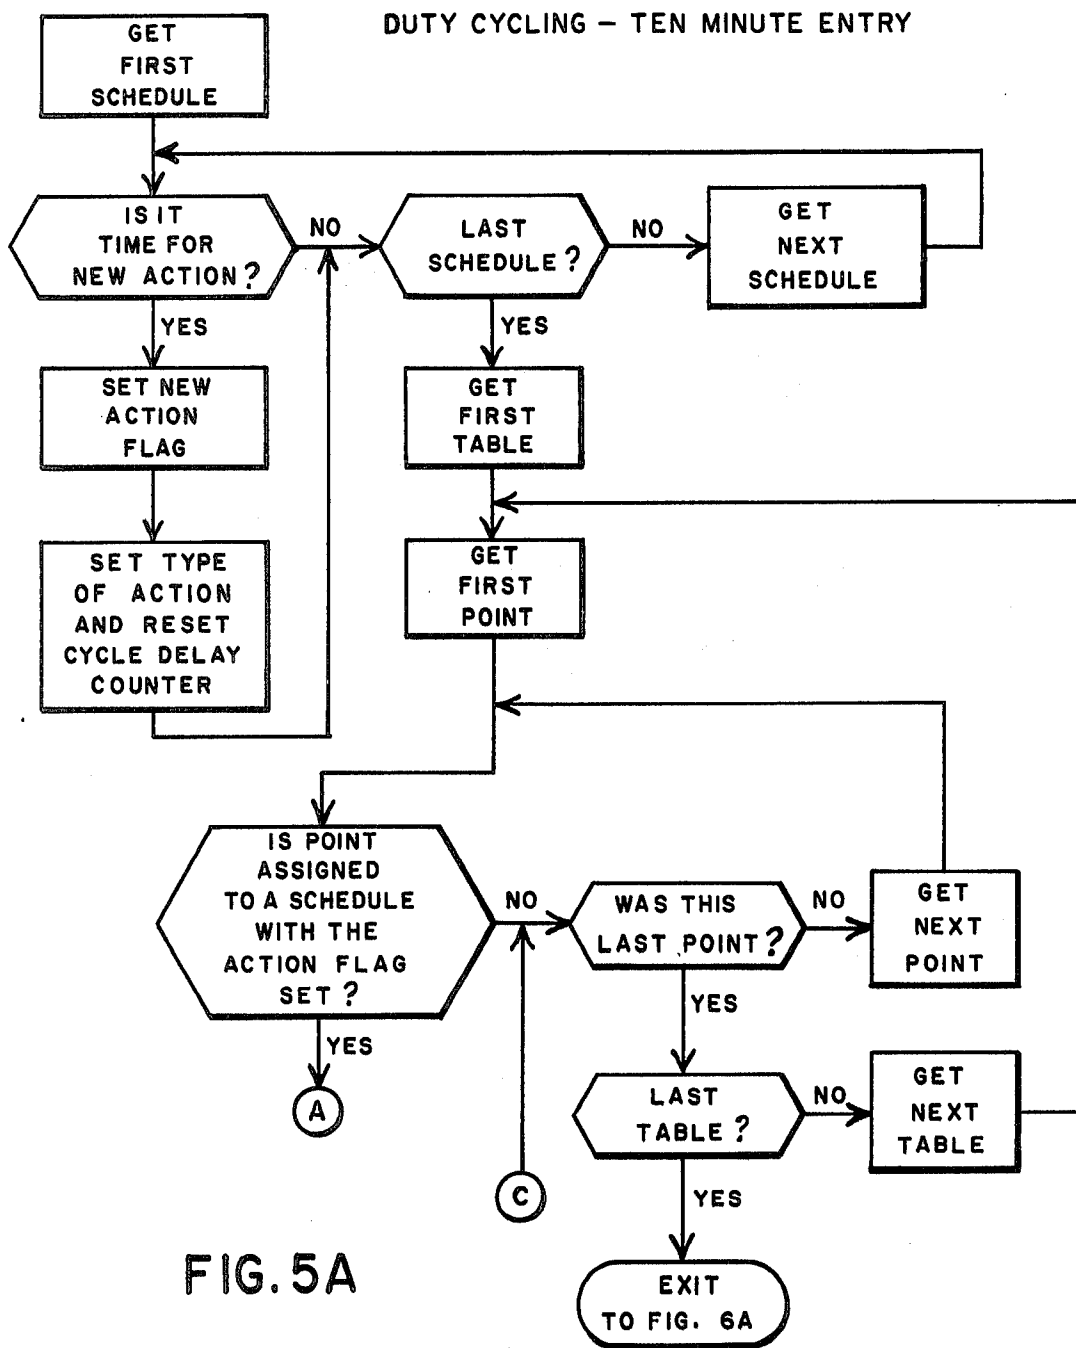 DUTY CYCLING — TEN MINUTE ENTRY
GET
FIRST
SCHEDULE
IS IT
TIME FOR
NEW ACTION?
NO
LAST
SCHEDULE?
NO
GET
NEXT
SCHEDULE
YES
YES
SET NEW
ACTION
FLAG
GET
FIRST
TABLE
SET TYPE
OF ACTION
AND RESET
CYCLE DELAY
COUNTER
GET
FIRST
POINT
IS POINT
ASSIGNED
TO A SCHEDULE
WITH THE
ACTION FLAG
SET?
NO
WAS THIS
LAST POINT?
NO
GET
NEXT
POINT
YES
YES
A
LAST
TABLE?
NO
GET
NEXT
TABLE
C
YES
EXIT
TO FIG. 6A
FIG. 5A